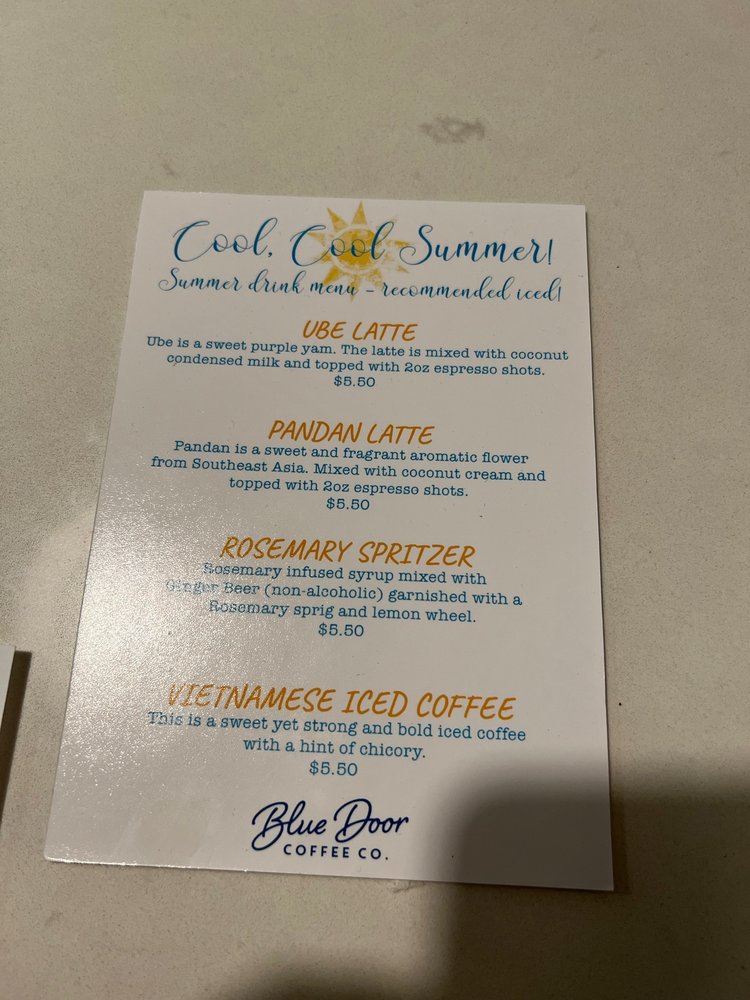 Cool, Cool Summer!
Summer drink menu - recommended iced!
UBE LATTE
Ube is a sweet purple yam. The latte is mixed with coconut
condensed milk and topped with 2oz espresso shots.
$5.50
PANDAN LATTE
Pandan is a sweet and fragrant aromatic flower
from Southeast Asia. Mixed with coconut cream and
topped with 2oz espresso shots.
$5.50
ROSEMARY SPRITZER
Rosemary infused syrup mixed with
Ginger Beer (non-alcoholic) garnished with a
Rosemary sprig and lemon wheel.
$5.50
VIETNAMESE ICED COFFEE
This is a sweet yet strong and bold iced coffee
with a hint of chicory.
$5.50
Blue Door
COFFEE CO.